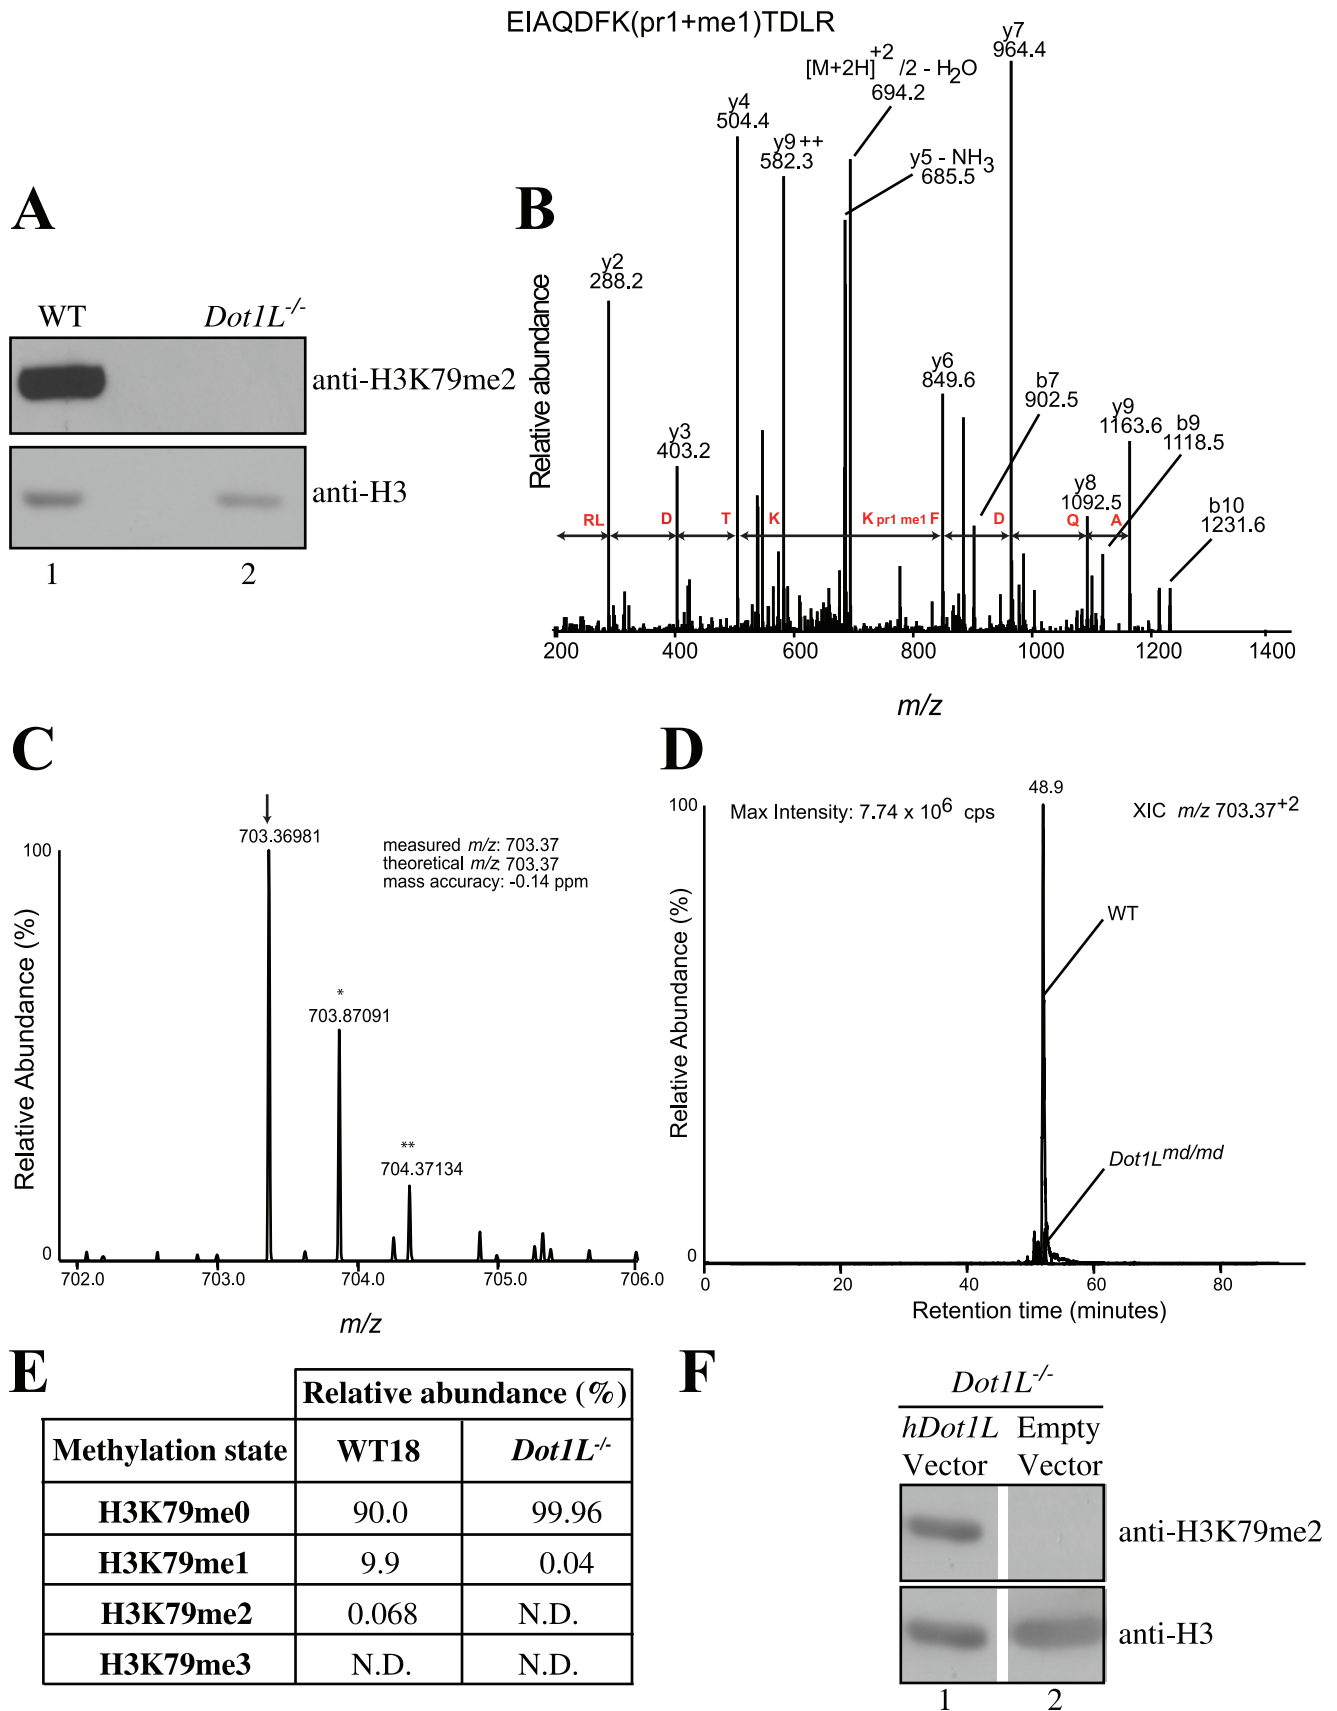 EIAQDFK(pr1+me1)TDLR
A
WT Dot1L-/-
anti-H3K79me2
anti-H3
1 2
B
Relative abundance
y2
288.2
y3
403.2
y4
504.4
y9 ++
582.3
[M+2H]+2/2 - H2O
694.2
y5 - NH3
685.5
y7
964.4
y6
849.6
b7
902.5
y8
1092.5
y9
1163.6
b9
1118.5
b10
1231.6
RL D T K K pr1 me1 F D Q A
200 400 600 800 1000 1200 1400
m/z
C
703.36981
measured m/z: 703.37
theoretical m/z: 703.37
mass accuracy: -0.14 ppm
*
703.87091
**
704.37134
100
0
Relative Abundance (%)
702.0 703.0 704.0 705.0 706.0
m/z
D
48.9
Max Intensity: 7.74 x 10^6 cps
XIC m/z 703.37+2
WT
Dot1Lmd/md
100
0
Relative Abundance (%)
0 20 40 60 80
Retention time (minutes)
E
Relative abundance (%)
Methylation state WT18 Dot1L-/-
H3K79me0 90.0 99.96
H3K79me1 9.9 0.04
H3K79me2 0.068 N.D.
H3K79me3 N.D. N.D.
F
Dot1L-/-
hDot1L Empty
Vector Vector
anti-H3K79me2
anti-H3
1 2